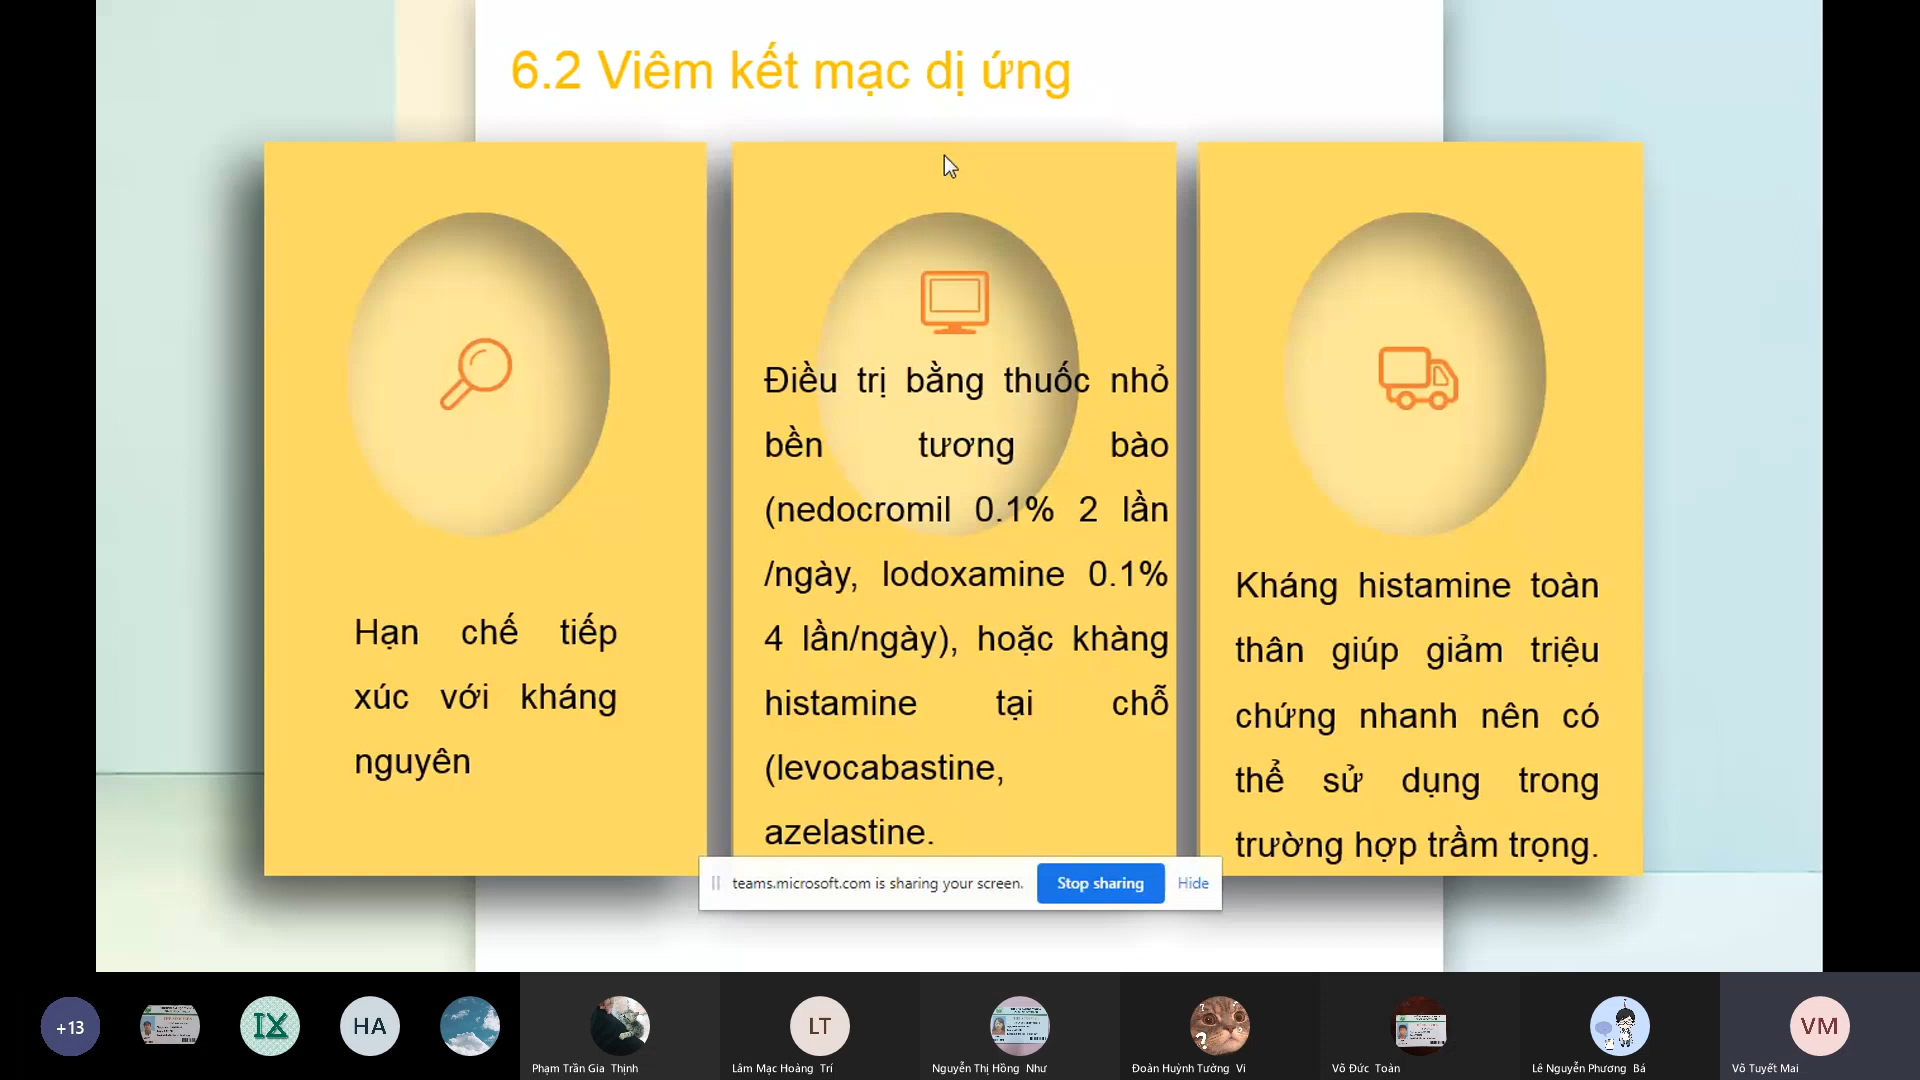 6.2 Viêm kết mạc dị ứng
Hạn chế tiếp
xúc với kháng
nguyên
Điều trị bằng thuốc nhỏ
bền tương bào
(nedocromil 0.1% 2 lần
/ngày, lodoxamine 0.1%
4 lần/ngày), hoặc khàng
histamine tại chỗ
(levocabastine,
azelastine.
Kháng histamine toàn
thân giúp giảm triệu
chứng nhanh nên có
thể sử dụng trong
trường hợp trầm trọng.
teams.microsoft.com is sharing your screen. Stop sharing Hide
+13
IX
HA
LT
VM
Phạm Trần Gia Thịnh
Lâm Mạc Hoàng Trí
Nguyễn Thị Hồng Như
Đoàn Huỳnh Tường Vi
Võ Đức Toàn
Lê Nguyễn Phương Bá
Võ Tuyết Mai